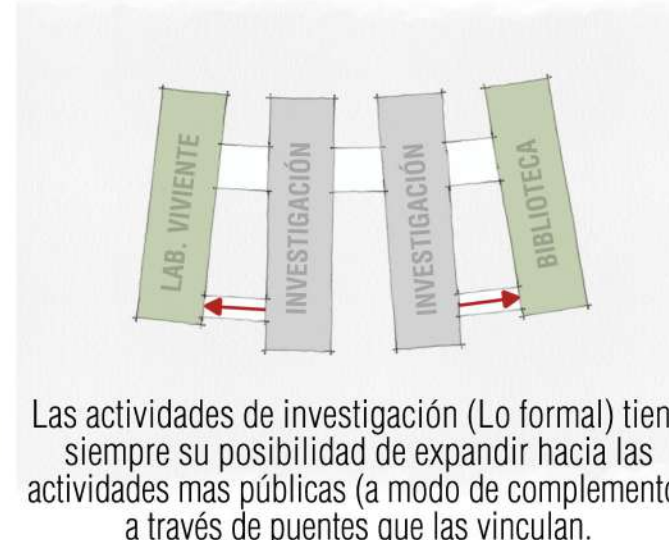 LAB. VIVIENTE
INVESTIGACIÓN
INVESTIGACIÓN
BIBLIOTECA
Las actividades de investigación (Lo formal) tien
siempre su posibilidad de expandir hacia las
actividades mas públicas (a modo de complemento
a través de puentes que las vinculan.